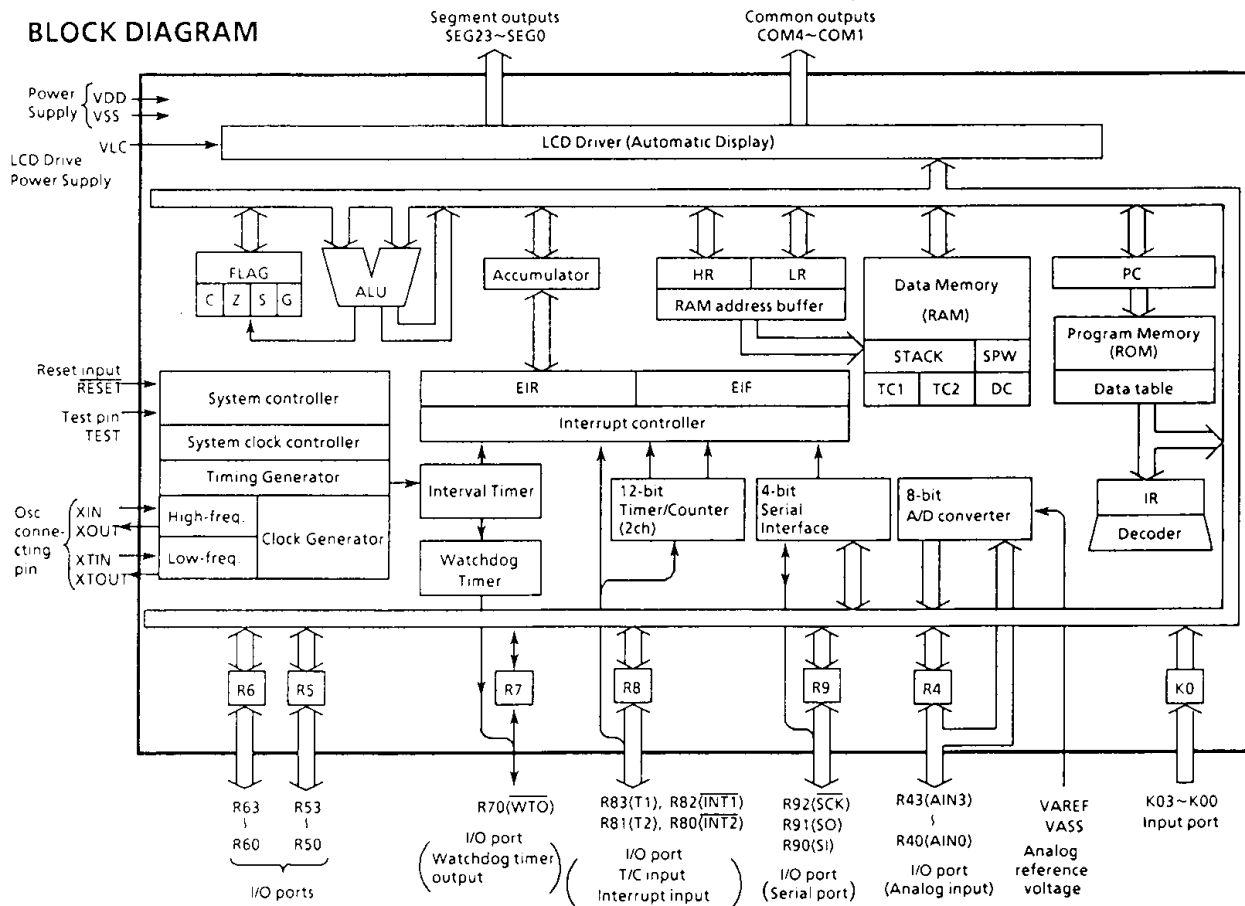 BLOCK DIAGRAM
Segment outputs
SEG23~SEG0
Common outputs
COM4~COM1
Power
Supply
VDD
VSS
VLC
LCD Drive
Power Supply
LCD Driver (Automatic Display)
FLAG
C Z S G
ALU
Accumulator
HR LR
RAM address buffer
Data Memory
(RAM)
STACK SPW
TC1 TC2 DC
PC
Program Memory
(ROM)
Data table
Reset input
RESET
Test pin
TEST
System controller
System clock controller
Timing Generator
High-freq.
Low-freq.
Clock Generator
Osc
conne-
cting
pin
XIN
XOUT
XTIN
XTOUT
EIR EIF
Interrupt controller
Interval Timer
Watchdog
Timer
12-bit
Timer/Counter
(2ch)
4-bit
Serial
Interface
8-bit
A/D converter
IR
Decoder
R6 R5 R7 R8 R9 R4 K0
R63
~
R60
R53
~
R50
I/O ports
R70(WTO)
I/O port
Watchdog timer
output
R83(T1), R82(INT1)
R81(T2), R80(INT2)
I/O port
T/C input
Interrupt input
R92(SCK)
R91(SO)
R90(SI)
I/O port
(Serial port)
R43(AIN3)
~
R40(AIN0)
I/O port
(Analog input)
VAREF
VASS
Analog
reference
voltage
K03~K00
Input port